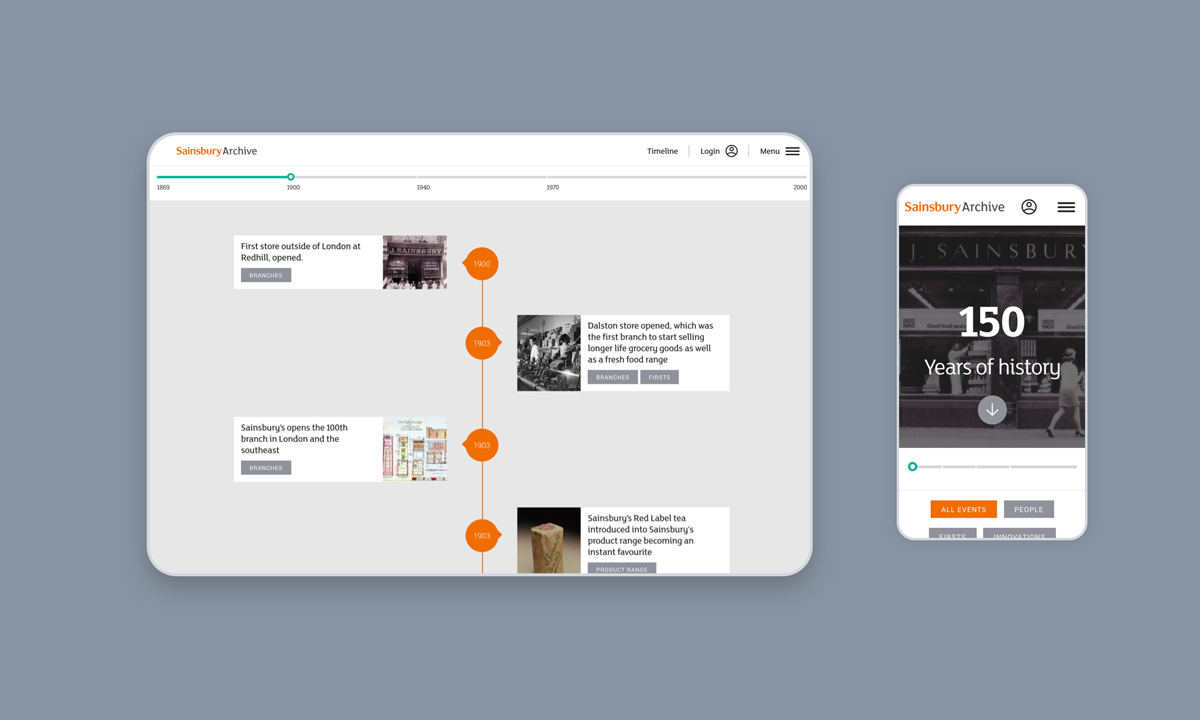 SainsburyArchive
Timeline
Login
Menu
1869
1900
1940
1970
2000
First store outside of London at
Redhill, opened.
BRANCHES
J. SAINSBURY
1900
1903
Dalston store opened, which was
the first branch to start selling
longer life grocery goods as well
as a fresh food range
BRANCHES
FIRSTS
Sainsbury's opens the 100th
branch in London and the
southeast
BRANCHES
1903
1903
Sainsbury's Red Label tea
introduced into Sainsbury's
product range becoming an
instant favourite
PRODUCT RANGE
SainsburyArchive
J. SAINSBUR
150
Years of history
ALL EVENTS
PEOPLE
FIRSTS
INNOVATIONS